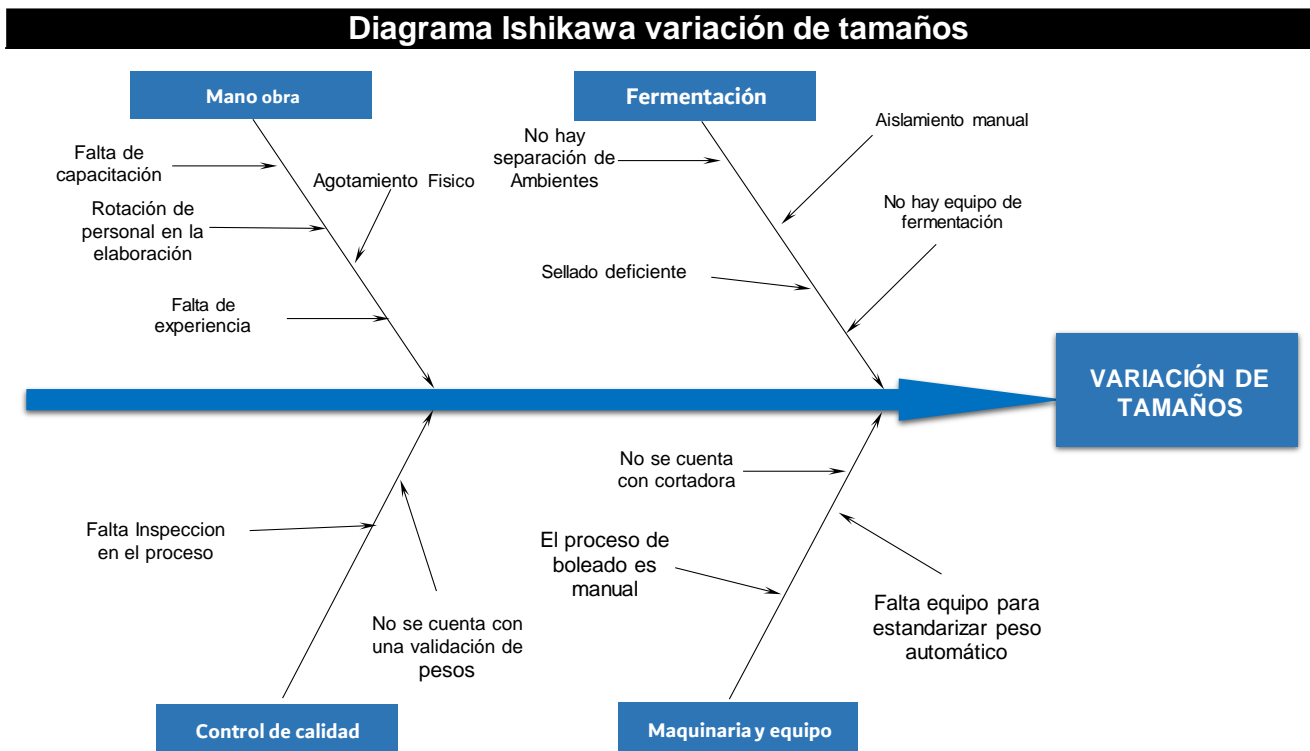 Diagrama Ishikawa variación de tamaños
Mano obra
Fermentación
Falta de
capacitación
Agotamiento Fisico
Rotación de
personal en la
elaboración
Falta de
experiencia
No hay
separación de
Ambientes
Aislamiento manual
No hay equipo de
fermentación
Sellado deficiente
VARIACIÓN DE
TAMAÑOS
Falta Inspeccion
en el proceso
No se cuenta con
una validación de
pesos
No se cuenta
con cortadora
El proceso de
boleado es
manual
Falta equipo para
estandarizar peso
automático
Control de calidad
Maquinaria y equipo